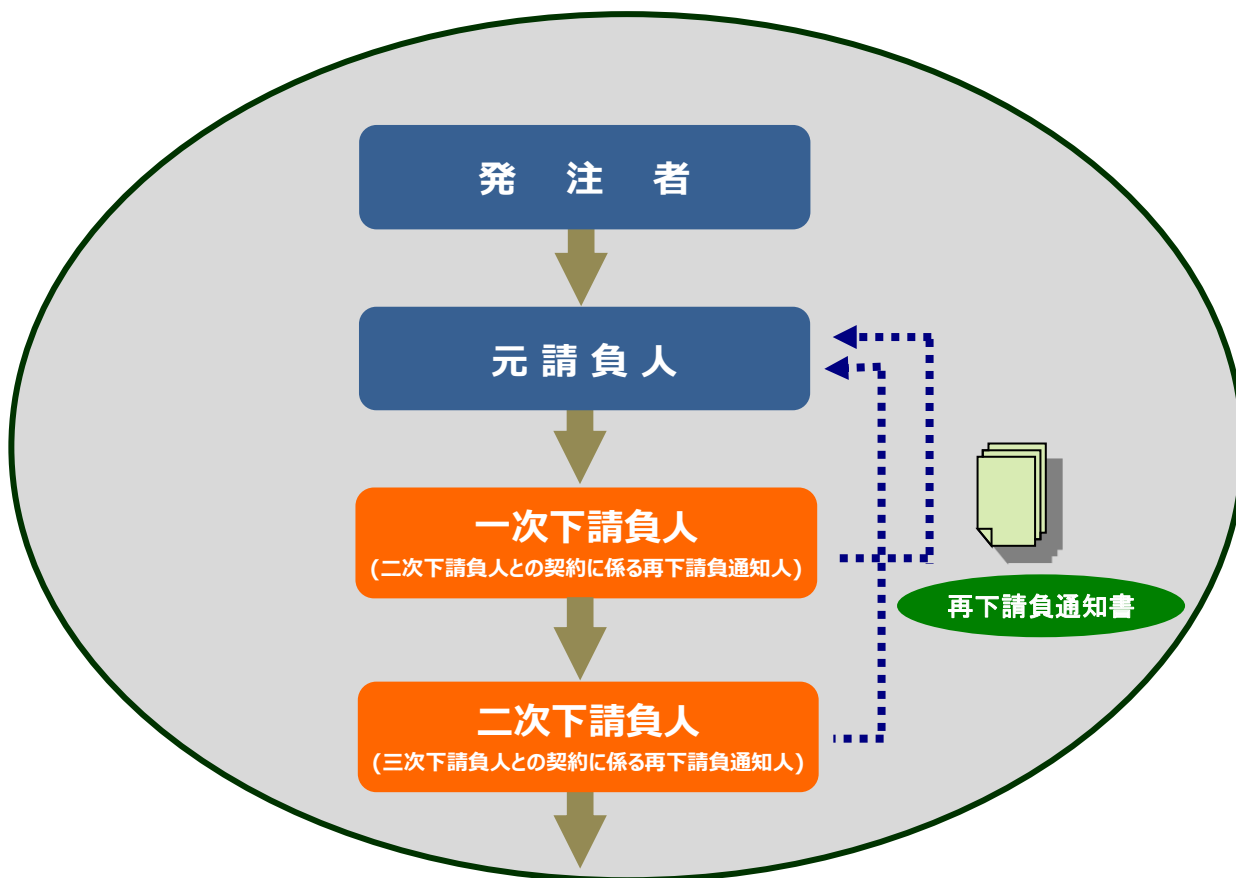 発 注 者
元 請 負 人
一次下請負人
(二次下請負人との契約に係る再下請負通知人)
再下請負通知書
二次下請負人
(三次下請負人との契約に係る再下請負通知人)